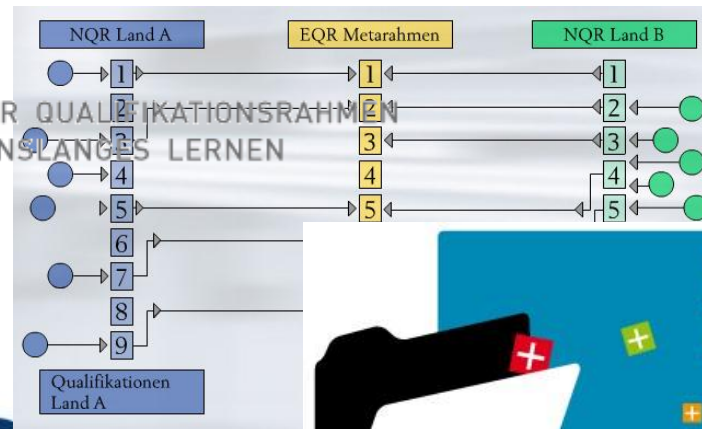 NQR Land A EQR Metarahmen NQR Land B
1 1 1
R QUALIFIKATIONSRAHMEN
2 2 2
NSLANGES LERNEN
3 3 3
4 4 4
5 5 5
6
7
8
9
Qualifikationen
Land A